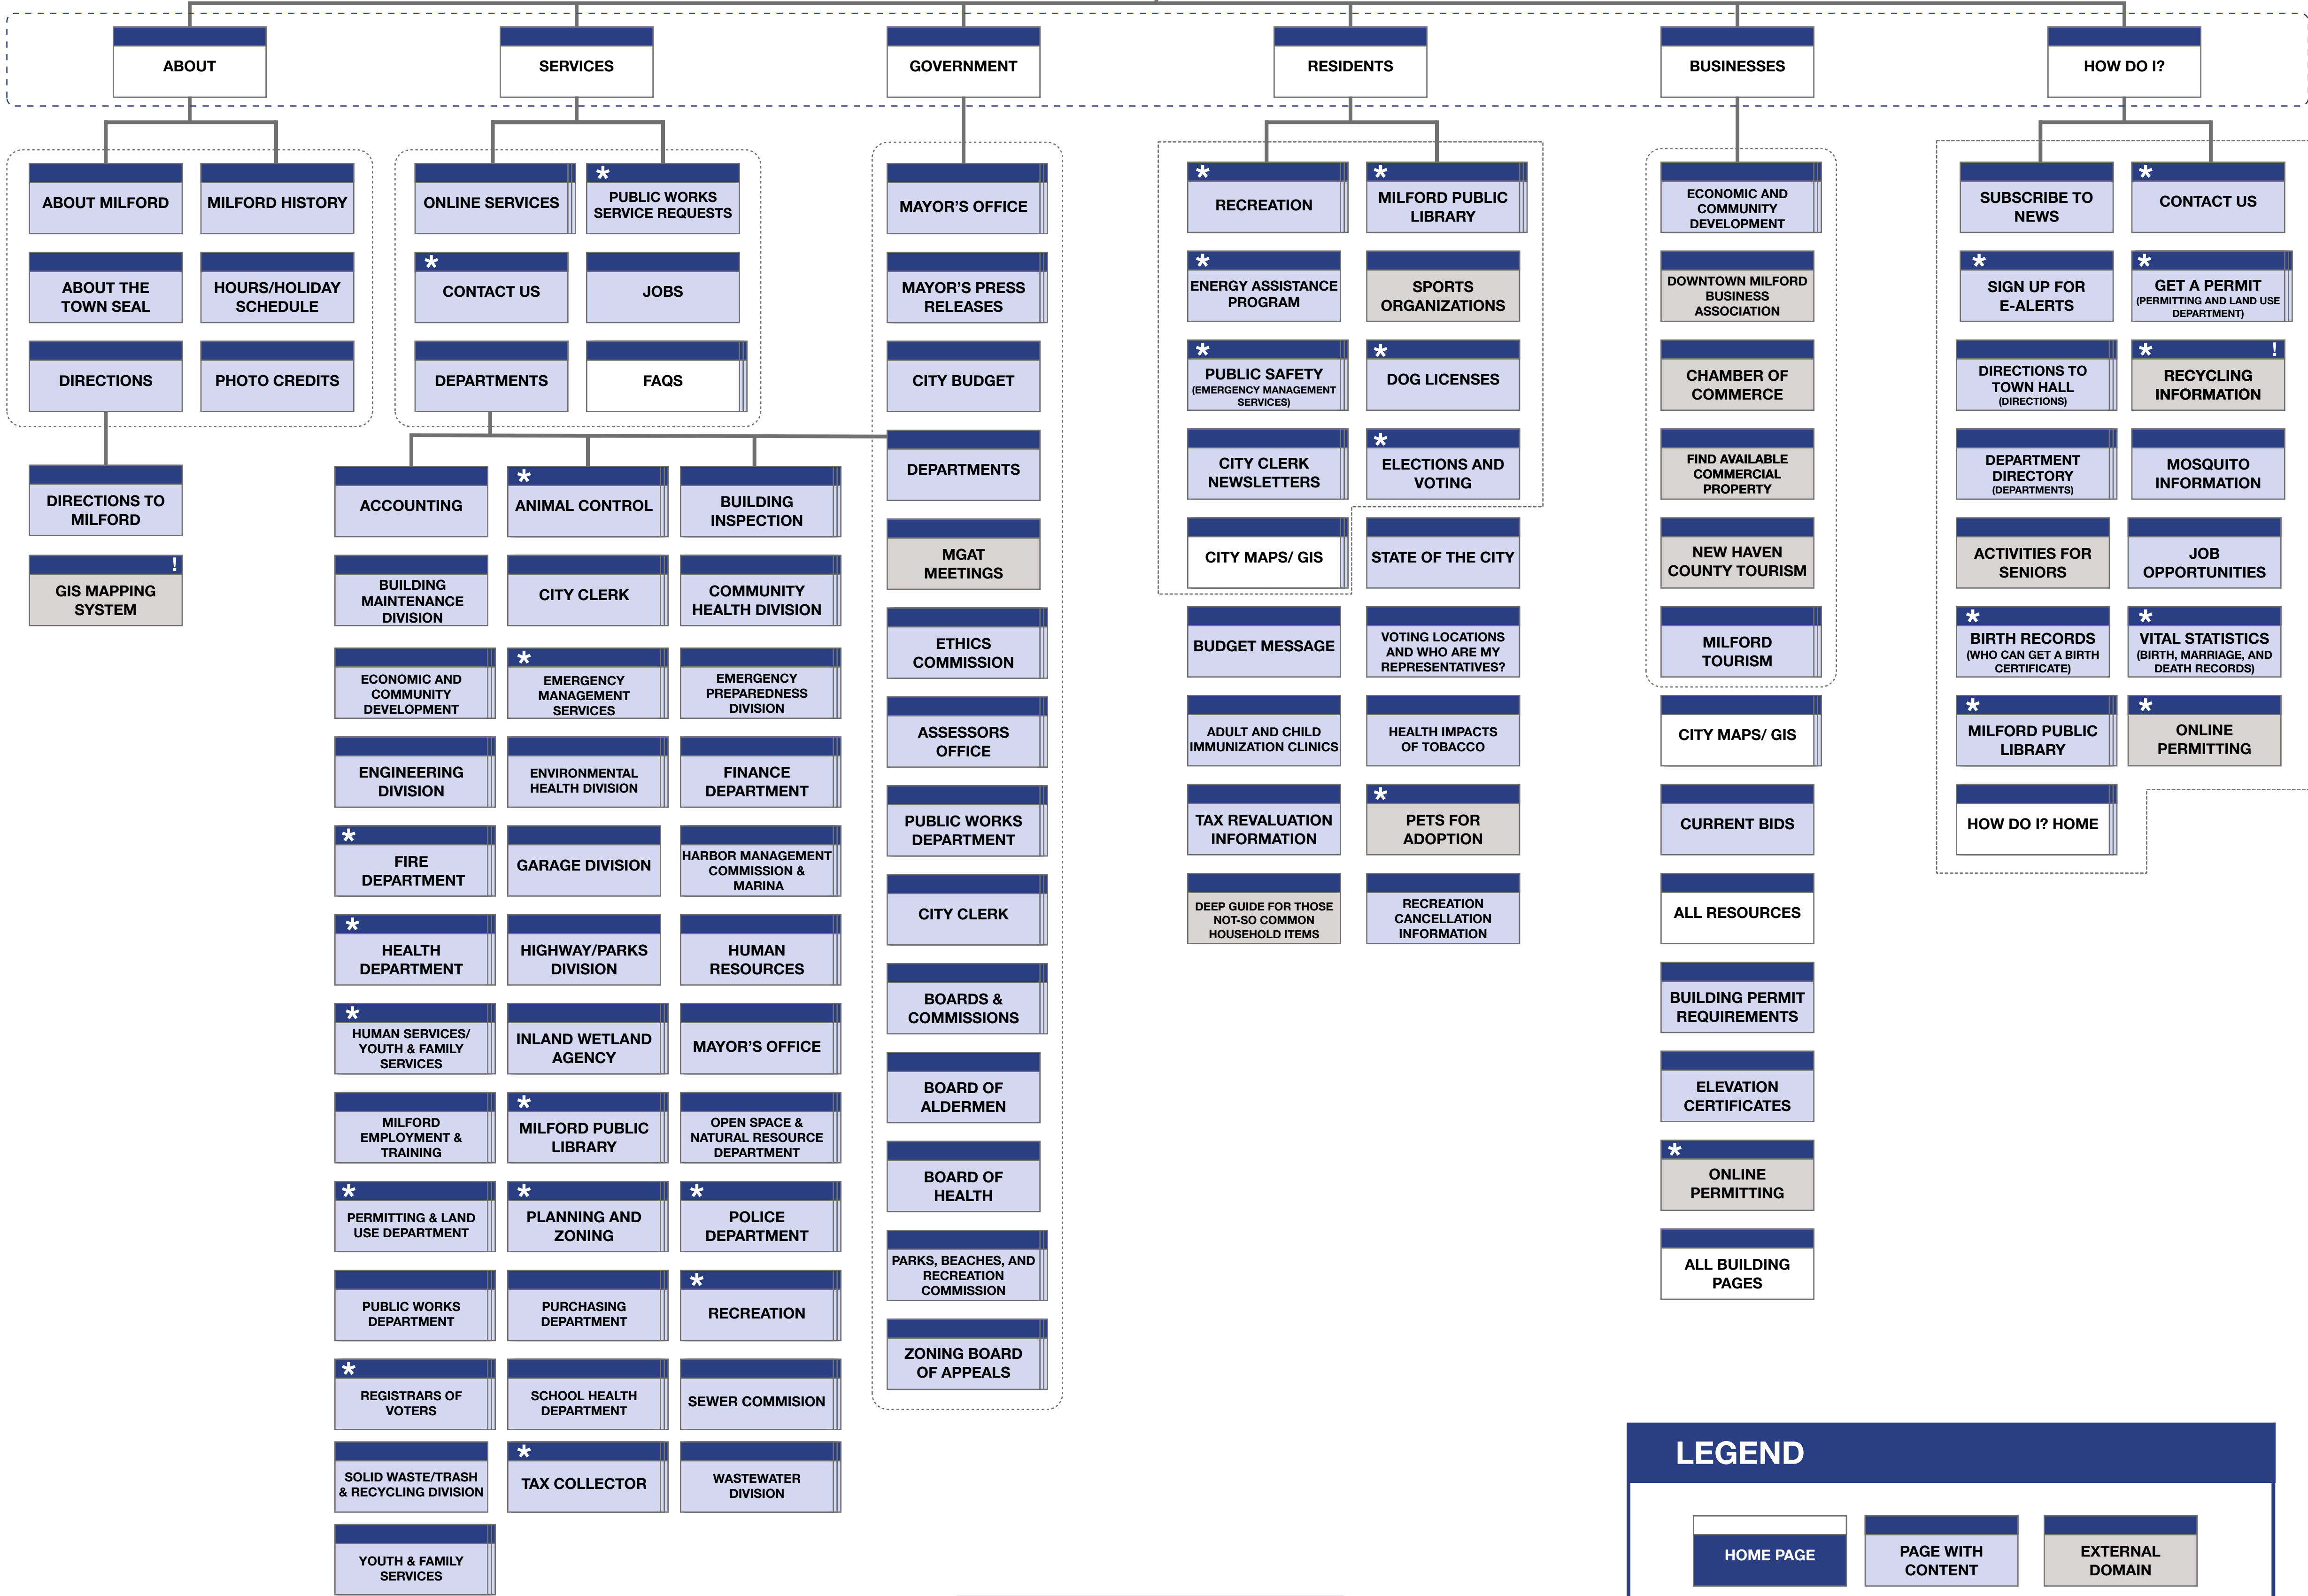 ABOUT
SERVICES
GOVERNMENT
RESIDENTS
BUSINESSES
HOW DO I?
ABOUT MILFORD
MILFORD HISTORY
ABOUT THE
TOWN SEAL
HOURS/HOLIDAY
SCHEDULE
DIRECTIONS
PHOTO CREDITS
DIRECTIONS TO
MILFORD
!
GIS MAPPING
SYSTEM
ONLINE SERVICES
*
PUBLIC WORKS
SERVICE REQUESTS
*
CONTACT US
JOBS
DEPARTMENTS
FAQS
ACCOUNTING
*
ANIMAL CONTROL
BUILDING
INSPECTION
BUILDING
MAINTENANCE
DIVISION
CITY CLERK
COMMUNITY
HEALTH DIVISION
ECONOMIC AND
COMMUNITY
DEVELOPMENT
*
EMERGENCY
MANAGEMENT
SERVICES
EMERGENCY
PREPAREDNESS
DIVISION
ENGINEERING
DIVISION
ENVIRONMENTAL
HEALTH DIVISION
FINANCE
DEPARTMENT
*
FIRE
DEPARTMENT
GARAGE DIVISION
HARBOR MANAGEMENT
COMMISSION &
MARINA
*
HEALTH
DEPARTMENT
HIGHWAY/PARKS
DIVISION
HUMAN
RESOURCES
*
HUMAN SERVICES/
YOUTH & FAMILY
SERVICES
INLAND WETLAND
AGENCY
MAYOR'S OFFICE
MILFORD
EMPLOYMENT &
TRAINING
*
MILFORD PUBLIC
LIBRARY
OPEN SPACE &
NATURAL RESOURCE
DEPARTMENT
*
PERMITTING & LAND
USE DEPARTMENT
*
PLANNING AND
ZONING
*
POLICE
DEPARTMENT
PUBLIC WORKS
DEPARTMENT
PURCHASING
DEPARTMENT
*
RECREATION
*
REGISTRARS OF
VOTERS
SCHOOL HEALTH
DEPARTMENT
SEWER COMMISION
SOLID WASTE/TRASH
& RECYCLING DIVISION
*
TAX COLLECTOR
WASTEWATER
DIVISION
YOUTH & FAMILY
SERVICES
MAYOR'S OFFICE
MAYOR'S PRESS
RELEASES
CITY BUDGET
DEPARTMENTS
MGAT
MEETINGS
ETHICS
COMMISSION
ASSESSORS
OFFICE
PUBLIC WORKS
DEPARTMENT
CITY CLERK
BOARDS &
COMMISSIONS
BOARD OF
ALDERMEN
BOARD OF
HEALTH
PARKS, BEACHES, AND
RECREATION
COMMISSION
ZONING BOARD
OF APPEALS
*
RECREATION
*
MILFORD PUBLIC
LIBRARY
*
ENERGY ASSISTANCE
PROGRAM
SPORTS
ORGANIZATIONS
*
PUBLIC SAFETY
(EMERGENCY MANAGEMENT
SERVICES)
*
DOG LICENSES
CITY CLERK
NEWSLETTERS
*
ELECTIONS AND
VOTING
CITY MAPS/ GIS
STATE OF THE CITY
BUDGET MESSAGE
VOTING LOCATIONS
AND WHO ARE MY
REPRESENTATIVES?
ADULT AND CHILD
IMMUNIZATION CLINICS
HEALTH IMPACTS
OF TOBACCO
TAX REVALUATION
INFORMATION
*
PETS FOR
ADOPTION
DEEP GUIDE FOR THOSE
NOT-SO COMMON
HOUSEHOLD ITEMS
RECREATION
CANCELLATION
INFORMATION
ECONOMIC AND
COMMUNITY
DEVELOPMENT
DOWNTOWN MILFORD
BUSINESS
ASSOCIATION
CHAMBER OF
COMMERCE
FIND AVAILABLE
COMMERCIAL
PROPERTY
NEW HAVEN
COUNTY TOURISM
MILFORD
TOURISM
CITY MAPS/ GIS
CURRENT BIDS
ALL RESOURCES
BUILDING PERMIT
REQUIREMENTS
ELEVATION
CERTIFICATES
*
ONLINE
PERMITTING
ALL BUILDING
PAGES
SUBSCRIBE TO
NEWS
*
CONTACT US
*
SIGN UP FOR
E-ALERTS
*
GET A PERMIT
(PERMITTING AND LAND USE
DEPARTMENT)
DIRECTIONS TO
TOWN HALL
(DIRECTIONS)
* !
RECYCLING
INFORMATION
DEPARTMENT
DIRECTORY
(DEPARTMENTS)
MOSQUITO
INFORMATION
ACTIVITIES FOR
SENIORS
JOB
OPPORTUNITIES
*
BIRTH RECORDS
(WHO CAN GET A BIRTH
CERTIFICATE)
*
VITAL STATISTICS
(BIRTH, MARRIAGE, AND
DEATH RECORDS)
*
MILFORD PUBLIC
LIBRARY
*
ONLINE
PERMITTING
HOW DO I? HOME
LEGEND
HOME PAGE
PAGE WITH
CONTENT
EXTERNAL
DOMAIN